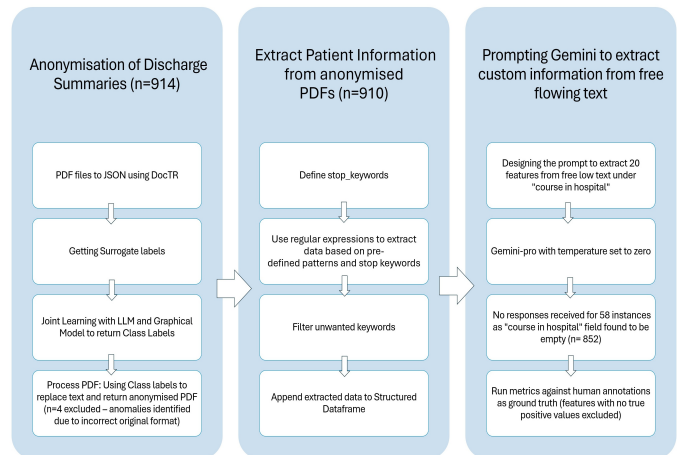 Anonymisation of Discharge
Summaries (n=914)
PDF files to JSON using DocTR
Getting Surrogate labels
Joint Learning with LLM and Graphical
Model to return Class Labels
Process PDF: Using Class labels to
replace text and return anonymised PDF
(n=4 excluded – anomalies identified
due to incorrect original format)
Extract Patient Information
from anonymised
PDFs (n=910)
Define stop_keywords
Use regular expressions to extract
data based on pre-
defined patterns and stop keywords
Filter unwanted keywords
Append extracted data to Structured
Dataframe
Prompting Gemini to extract
custom information from free
flowing text
Designing the prompt to extract 20
features from free low text under
"course in hospital"
Gemini-pro with temperature set to zero
No responses received for 58 instances
as "course in hospital" field found to be
empty (n= 852)
Run metrics against human annotations
as ground truth (features with no true
positive values excluded)